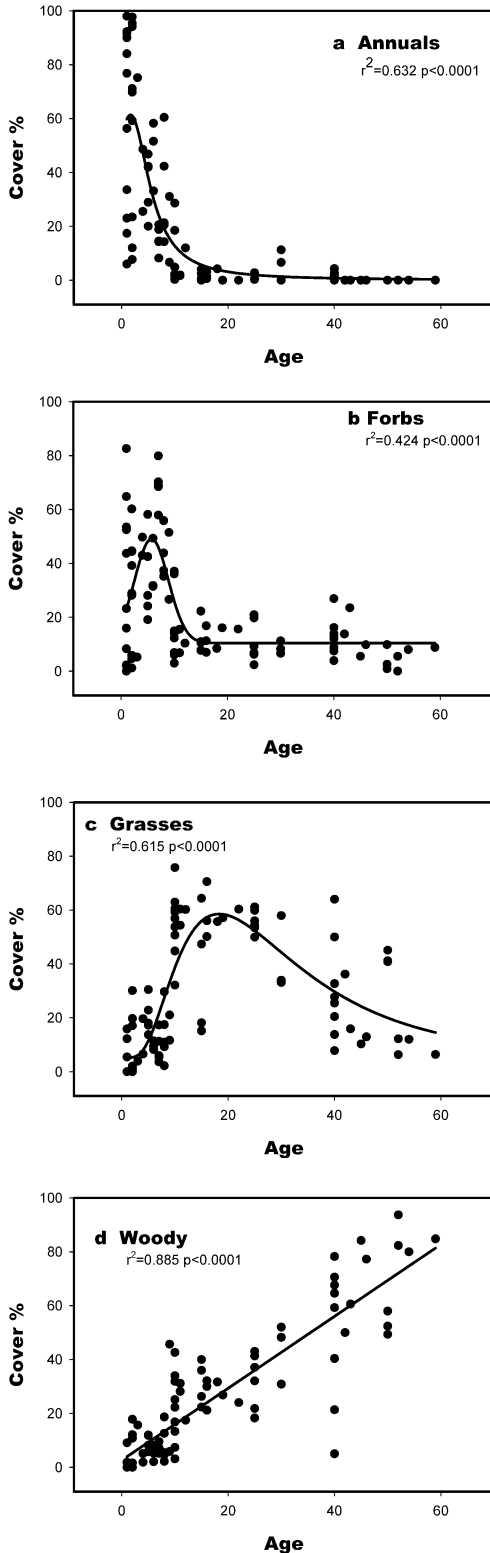 a Annuals
r²=0.632 p<0.0001
100
80
60
40
20
0
Cover %
0 20 40 60
Age
b Forbs
r²=0.424 p<0.0001
100
80
60
40
20
0
Cover %
0 20 40 60
Age
c Grasses
r²=0.615 p<0.0001
100
80
60
40
20
0
Cover %
0 20 40 60
Age
d Woody
r²=0.885 p<0.0001
100
80
60
40
20
0
Cover %
0 20 40 60
Age